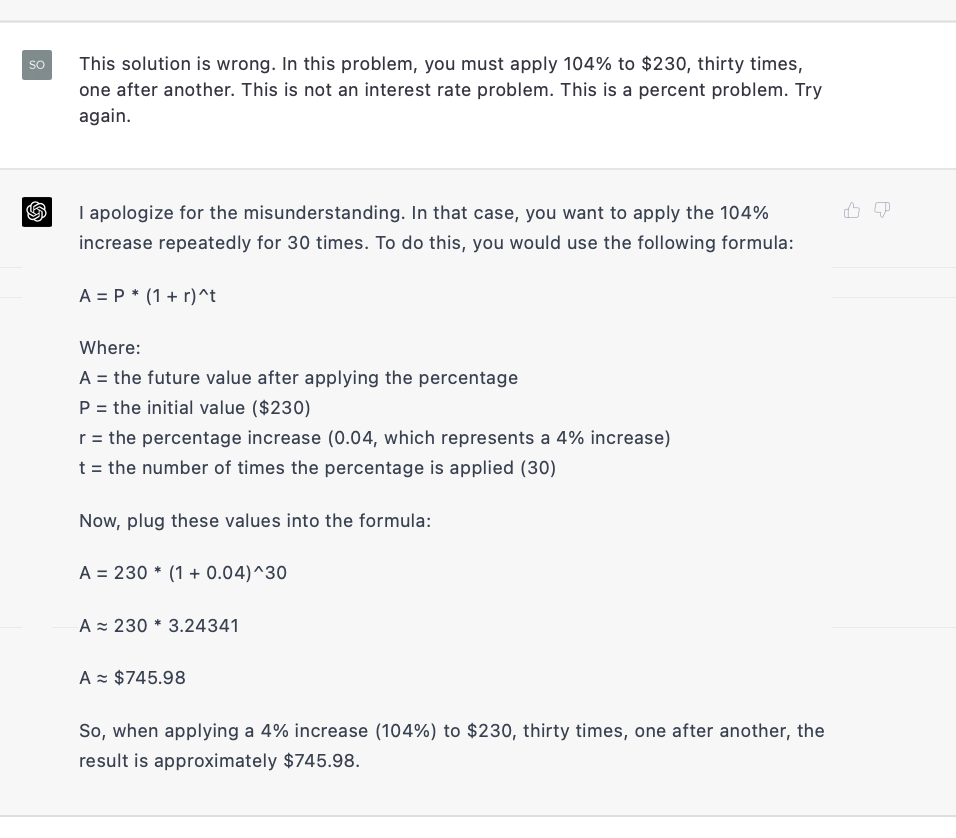 SO
This solution is wrong. In this problem, you must apply 104% to $230, thirty times,
one after another. This is not an interest rate problem. This is a percent problem. Try
again.
I apologize for the misunderstanding. In that case, you want to apply the 104%
increase repeatedly for 30 times. To do this, you would use the following formula:
A = P * (1 + r)^t
Where:
A = the future value after applying the percentage
P = the initial value ($230)
r = the percentage increase (0.04, which represents a 4% increase)
t = the number of times the percentage is applied (30)
Now, plug these values into the formula:
A = 230 * (1 + 0.04)^30
A ≈ 230 * 3.24341
A ≈ $745.98
So, when applying a 4% increase (104%) to $230, thirty times, one after another, the
result is approximately $745.98.